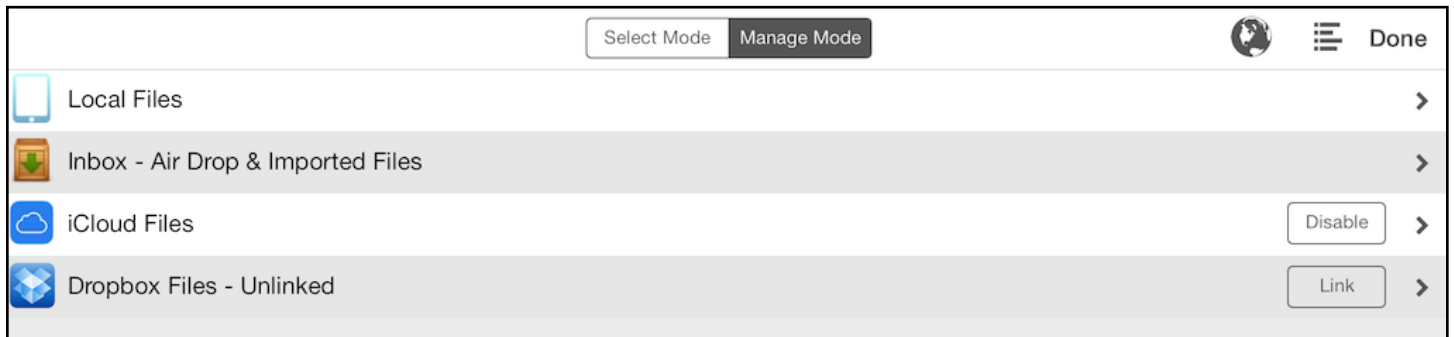 Select Mode Manage Mode Done
Local Files
Inbox - Air Drop & Imported Files
iCloud Files Disable
Dropbox Files - Unlinked Link